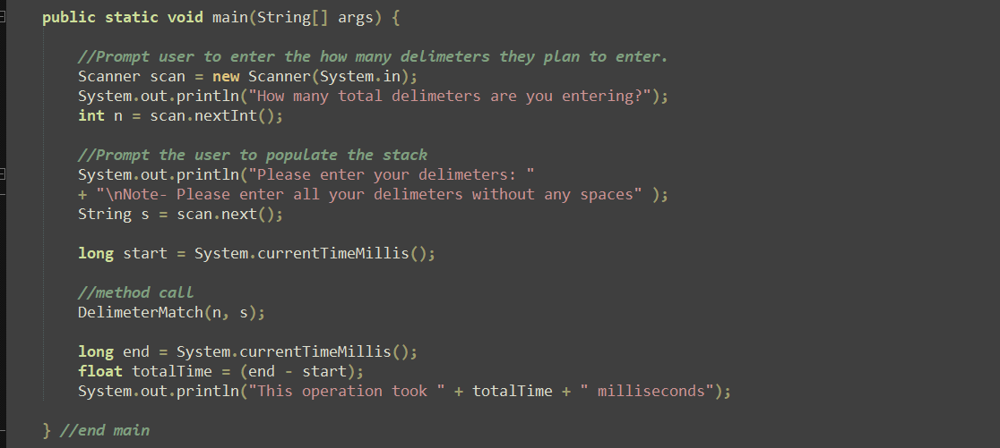 public static void main(String[] args) {
//Prompt user to enter the how many delimeters they plan to enter.
Scanner scan = new Scanner(System.in);
System.out.println("How many total delimeters are you entering?");
int n = scan.nextInt();
//Prompt the user to populate the stack
System.out.println("Please enter your delimeters: "
+ "\nNote- Please enter all your delimeters without any spaces" );
String s = scan.next();
long start = System.currentTimeMillis();
//method call
DelimeterMatch(n, s);
long end = System.currentTimeMillis();
float totalTime = (end - start);
System.out.println("This operation took " + totalTime + " milliseconds");
} //end main